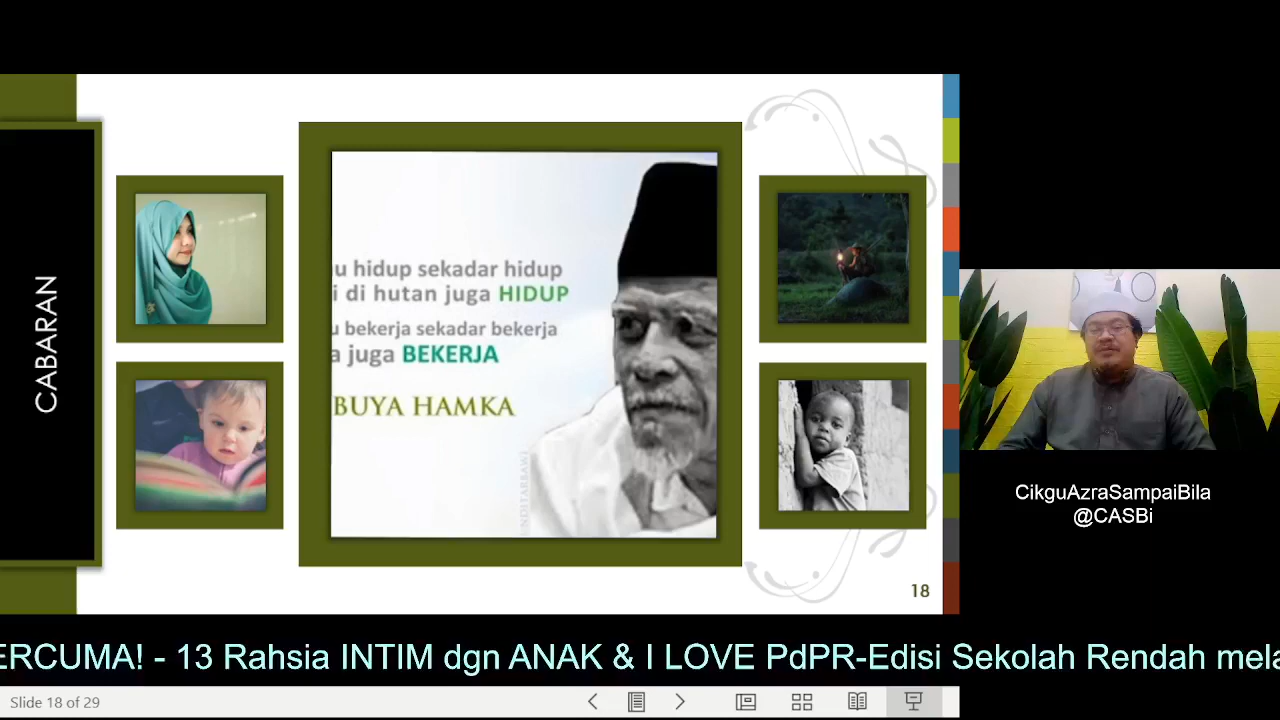 CABARAN
u hidup sekadar hidup
i di hutan juga HIDUP
u bekerja sekadar bekerja
a juga BEKERJA
BUYA HAMKA
18
CikguAzraSampaiBila
@CASBi
ERCUMA! - 13 Rahsia INTIM dgn ANAK & I LOVE PdPR-Edisi Sekolah Rendah mela
Slide 18 of 29